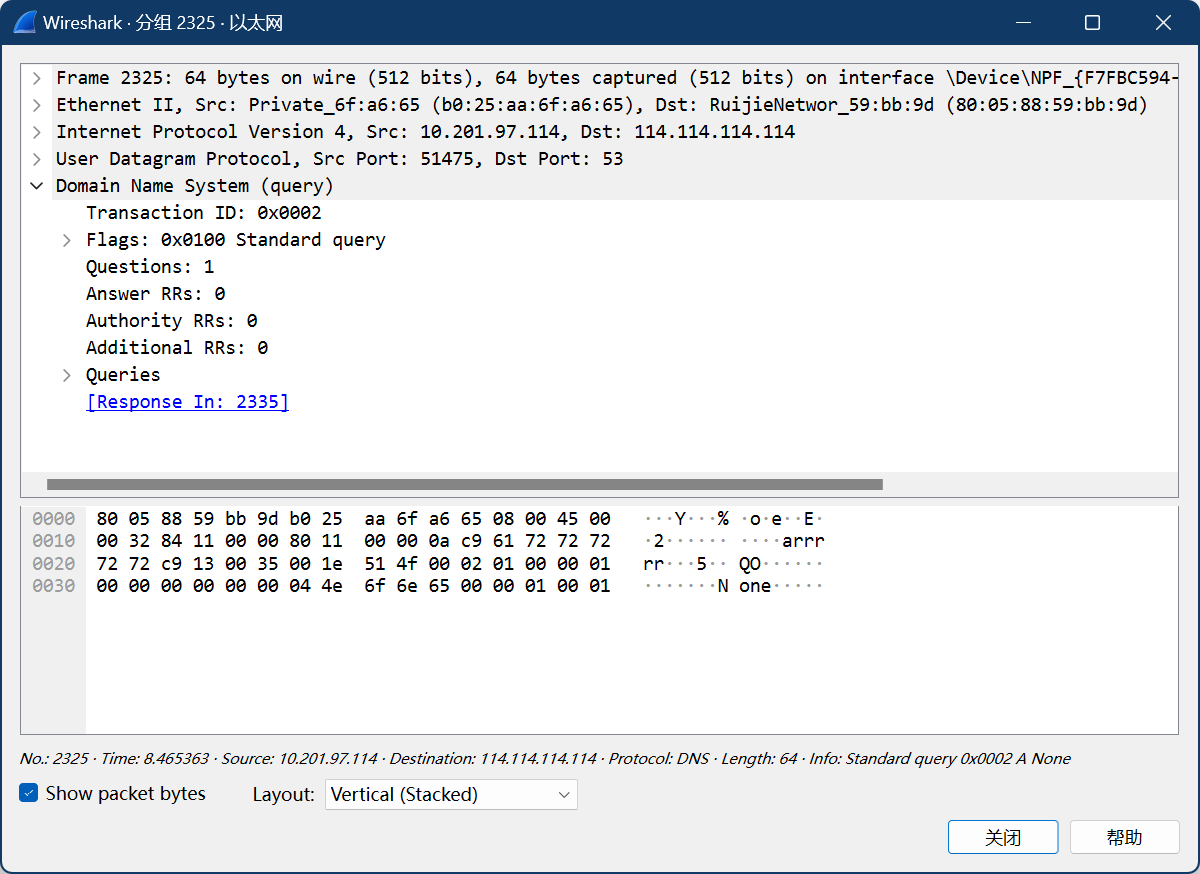 Wireshark · 分组 2325 · 以太网
Frame 2325: 64 bytes on wire (512 bits), 64 bytes captured (512 bits) on interface \Device\NPF_{F7FBC594-
Ethernet II, Src: Private_6f:a6:65 (b0:25:aa:6f:a6:65), Dst: RuijieNetwor_59:bb:9d (80:05:88:59:bb:9d)
Internet Protocol Version 4, Src: 10.201.97.114, Dst: 114.114.114.114
User Datagram Protocol, Src Port: 51475, Dst Port: 53
Domain Name System (query)
Transaction ID: 0x0002
Flags: 0x0100 Standard query
Questions: 1
Answer RRs: 0
Authority RRs: 0
Additional RRs: 0
Queries
[Response In: 2335]
0000 80 05 88 59 bb 9d b0 25 aa 6f a6 65 08 00 45 00 ···Y···% ·o·e··E·
0010 00 32 84 11 00 00 80 11 00 00 0a c9 61 72 72 72 ·2······ ····arrr
0020 72 72 c9 13 00 35 00 1e 51 4f 00 02 01 00 00 01 rr···5·· QO······
0030 00 00 00 00 00 00 04 4e 6f 6e 65 00 00 01 00 01 ·······N one·····
No.: 2325 · Time: 8.465363 · Source: 10.201.97.114 · Destination: 114.114.114.114 · Protocol: DNS · Length: 64 · Info: Standard query 0x0002 A None
Show packet bytes Layout: Vertical (Stacked)
关闭 帮助